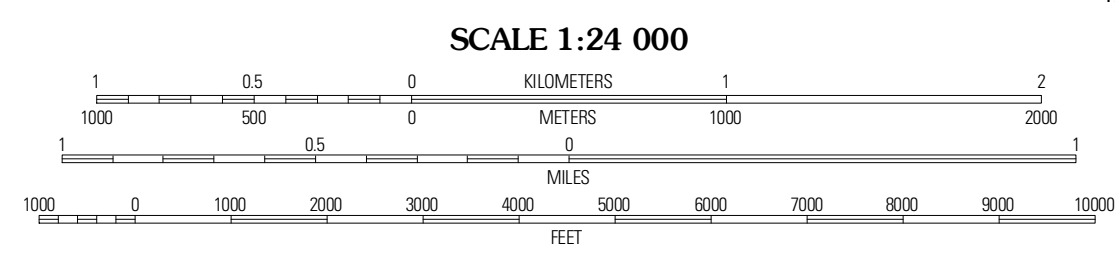 SCALE 1:24 000
1 0.5 0 KILOMETERS 1 2
1000 500 0 METERS 1000 2000
1 0.5 0 1
MILES
1000 0 1000 2000 3000 4000 5000 6000 7000 8000 9000 10000
FEET